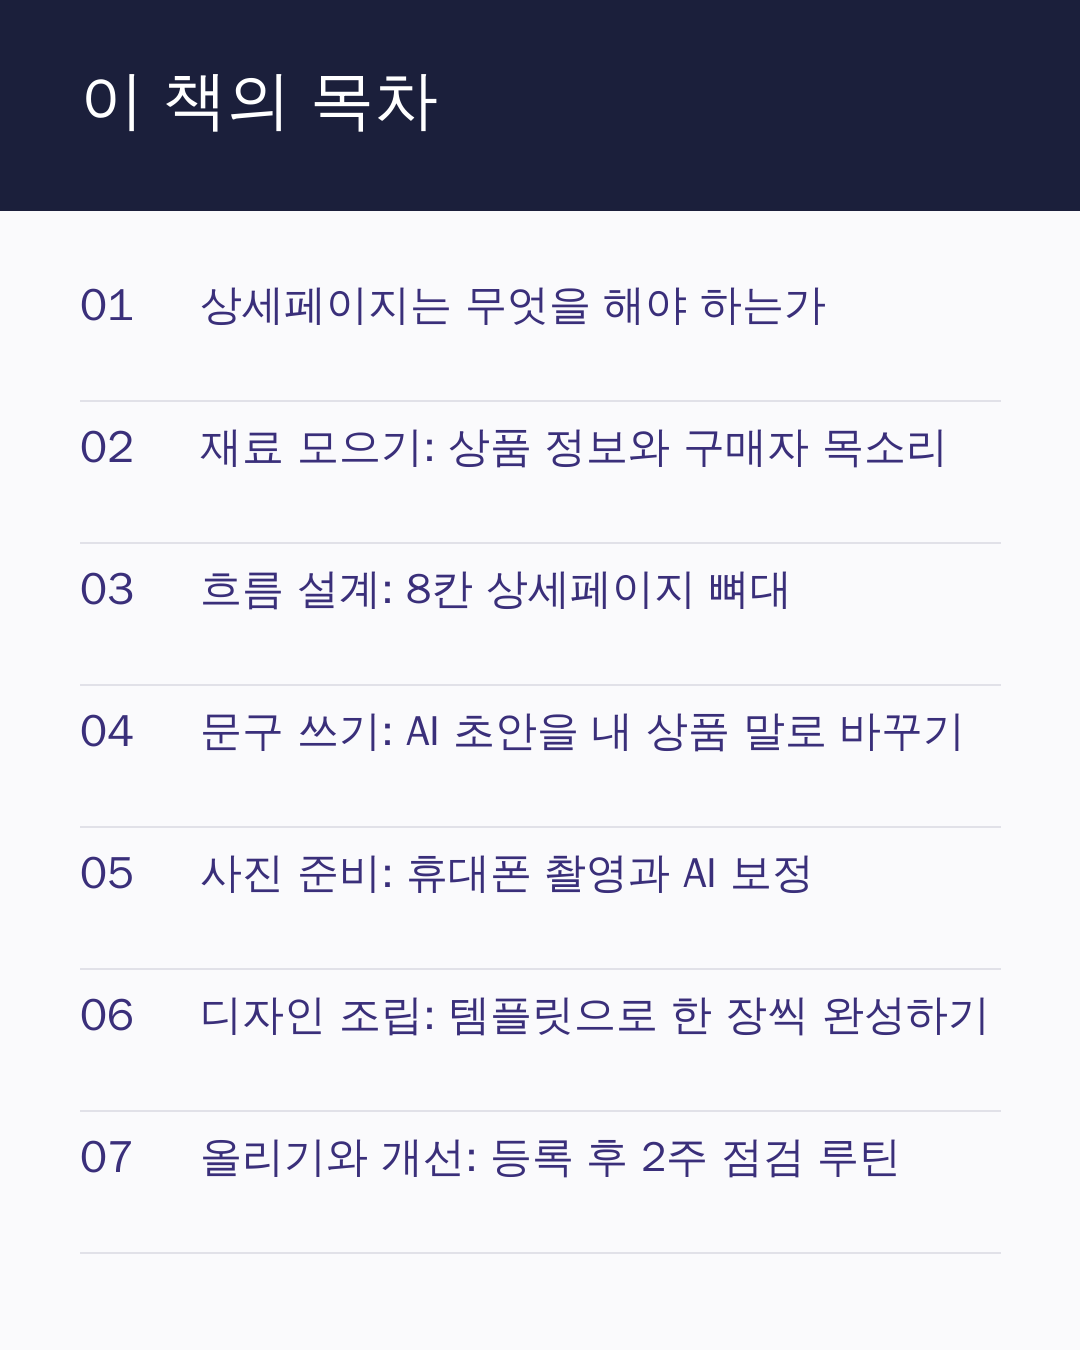 이 책의 목차
01 상세페이지는 무엇을 해야 하는가
02 재료 모으기: 상품 정보와 구매자 목소리
03 흐름 설계: 8칸 상세페이지 뼈대
04 문구 쓰기: AI 초안을 내 상품 말로 바꾸기
05 사진 준비: 휴대폰 촬영과 AI 보정
06 디자인 조립: 템플릿으로 한 장씩 완성하기
07 올리기와 개선: 등록 후 2주 점검 루틴